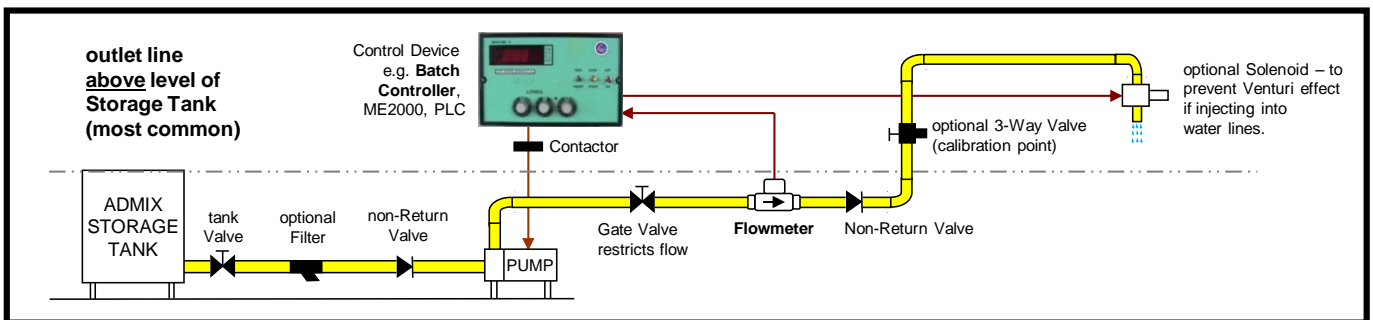 outlet line
above level of
Storage Tank
(most common)
Control Device
e.g. Batch
Controller,
ME2000, PLC
Contactor
optional 3-Way Valve
(calibration point)
optional Solenoid – to
prevent Venturi effect
if injecting into
water lines.
ADMIX
STORAGE
TANK
tank
Valve
optional
Filter
non-Return
Valve
PUMP
Gate Valve
restricts flow
Flowmeter
Non-Return Valve